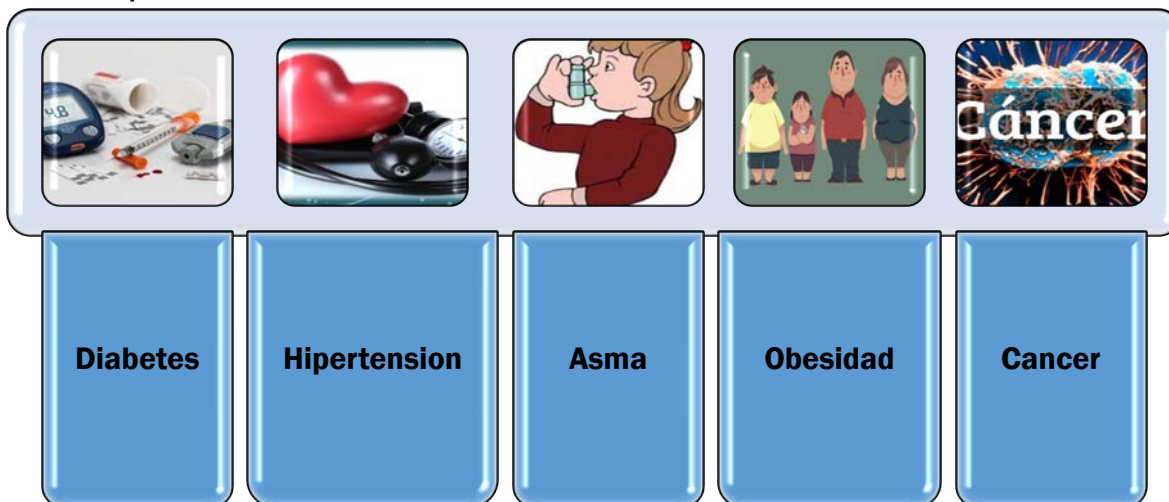 Cáncer
Diabetes
Hipertension
Asma
Obesidad
Cancer